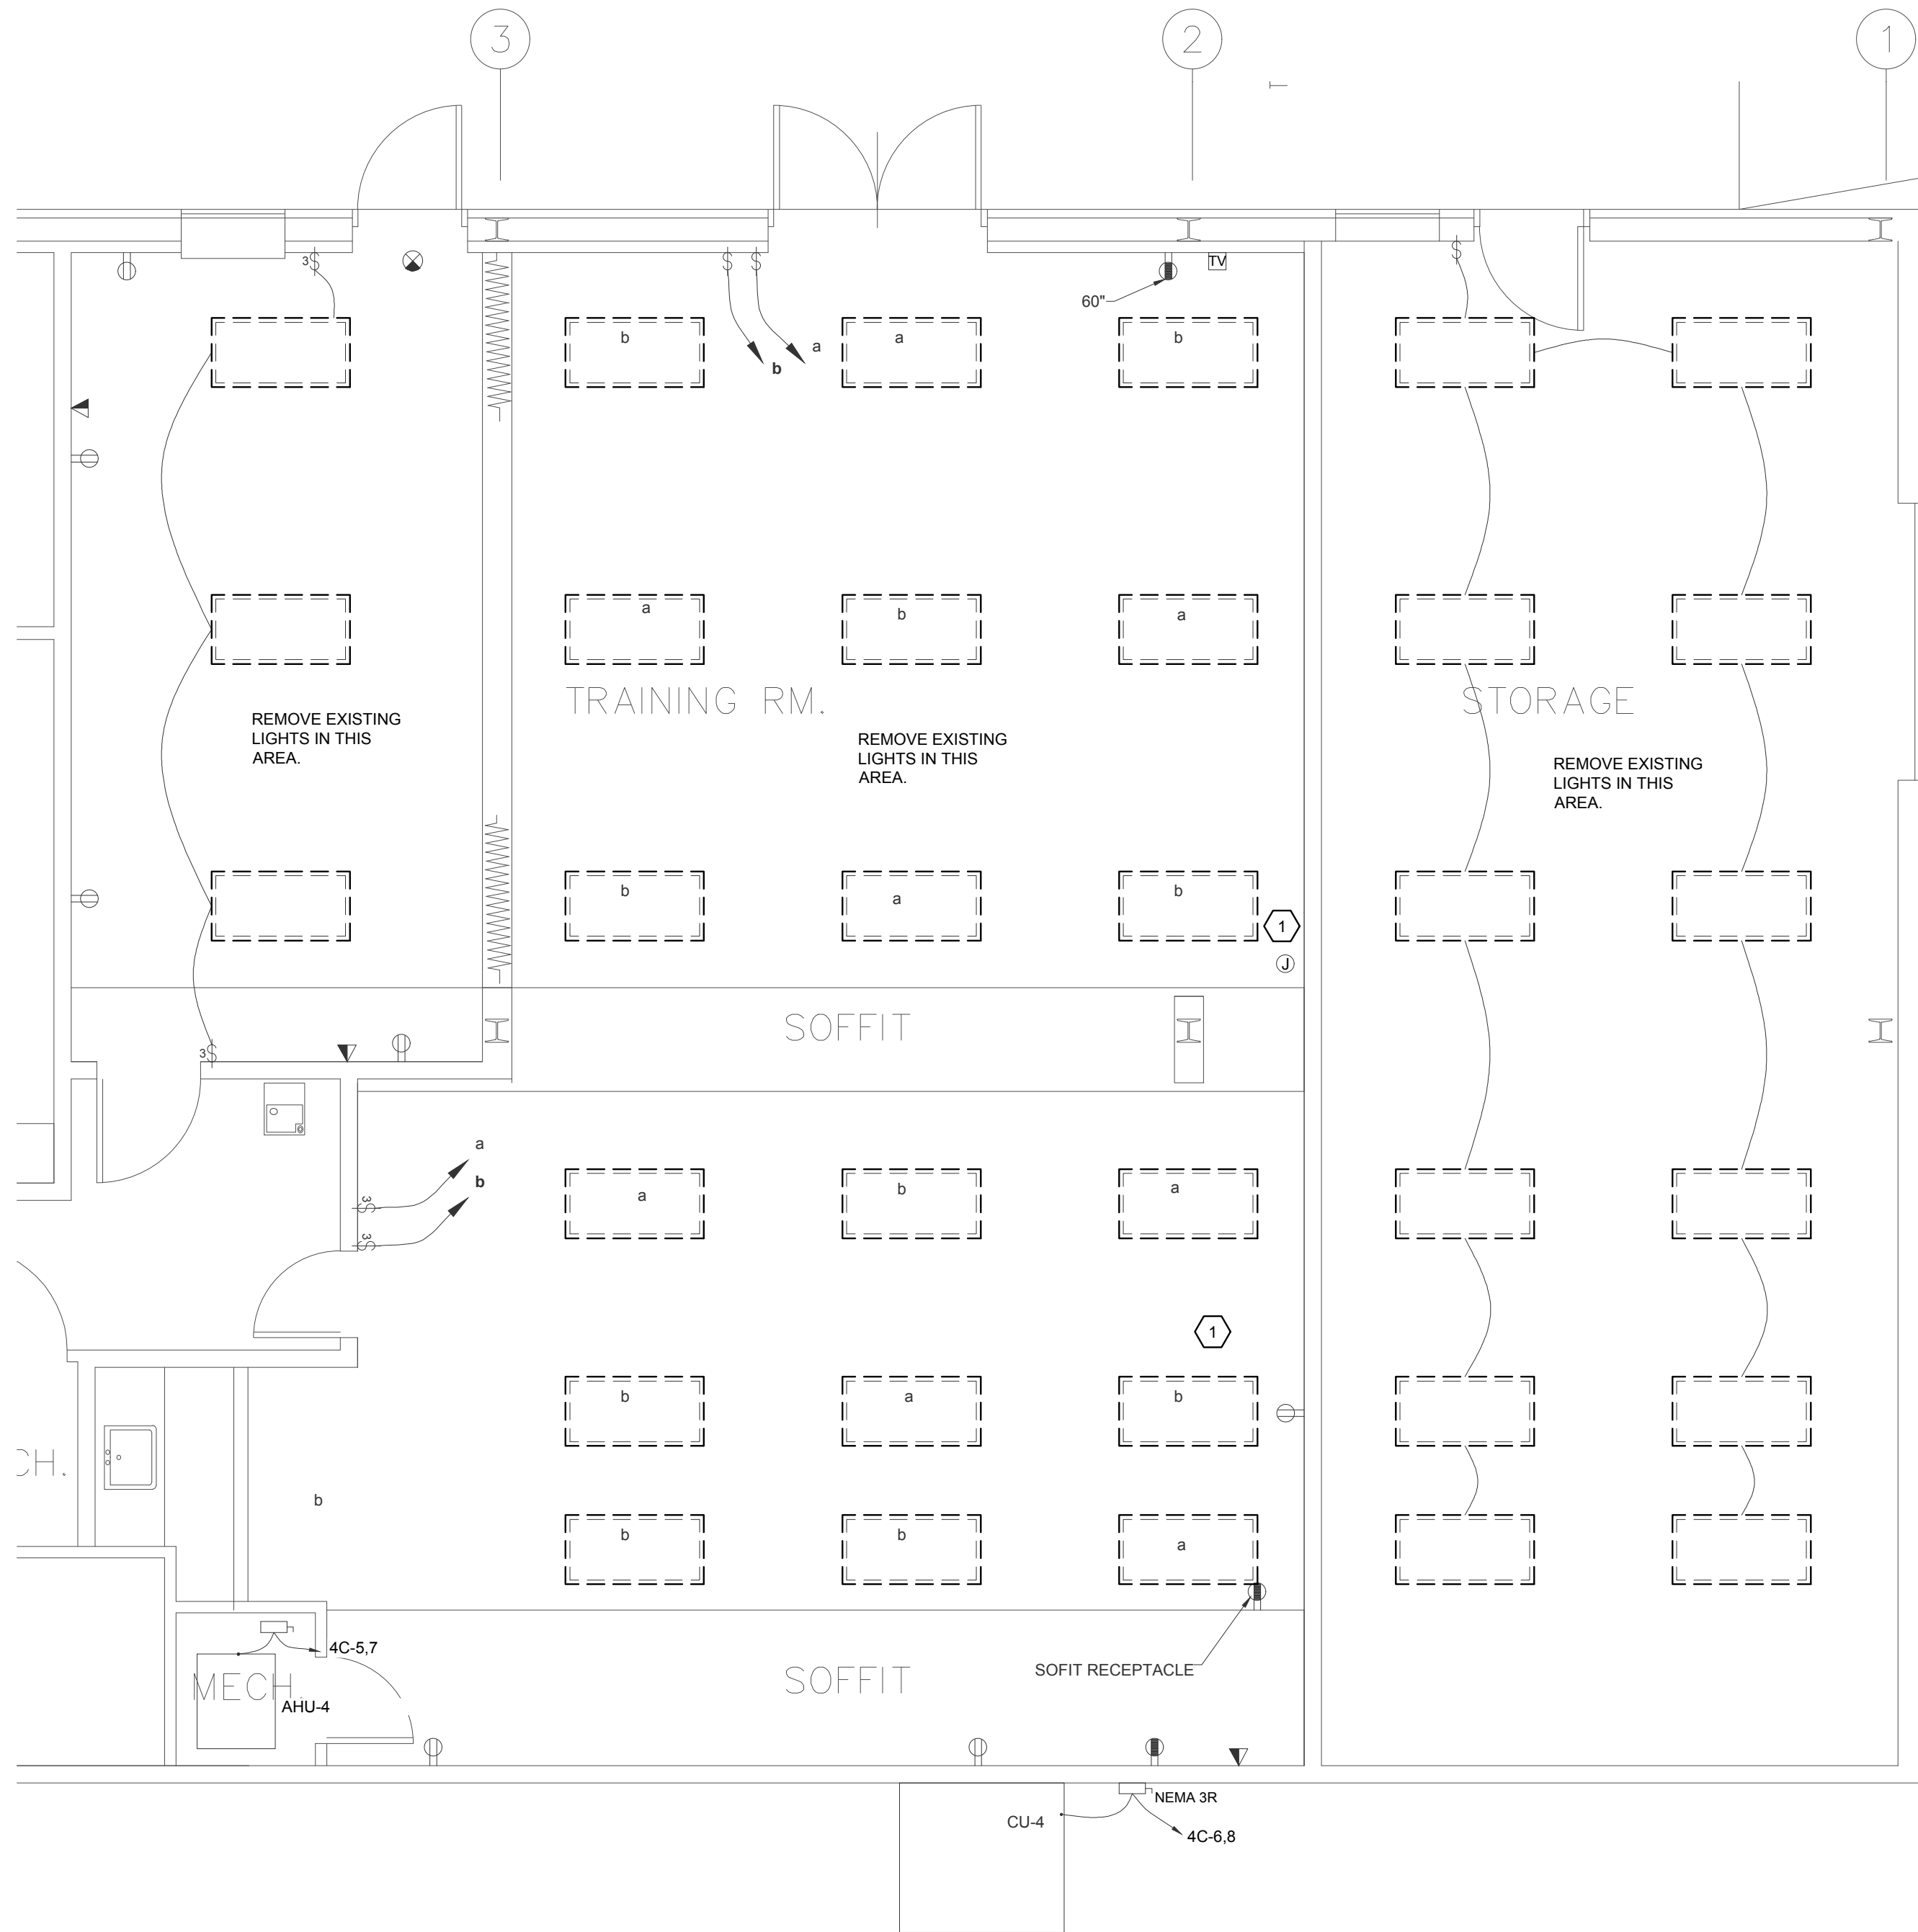 3
2
1
3
$
$
$
TV
$
60"
b
a
b
a
b
a
b
a
TRAINING RM.
STORAGE
REMOVE EXISTING
LIGHTS IN THIS
AREA.
REMOVE EXISTING
LIGHTS IN THIS
AREA.
REMOVE EXISTING
LIGHTS IN THIS
AREA.
b
a
b
1
J
SOFFIT
3
$
a
b
a
b
a
3
$
3
$
1
b
a
b
CH.
b
b
b
a
4C-5,7
MECH.
AHU-4
SOFFIT
SOFIT RECEPTACLE
NEMA 3R
CU-4
4C-6,8